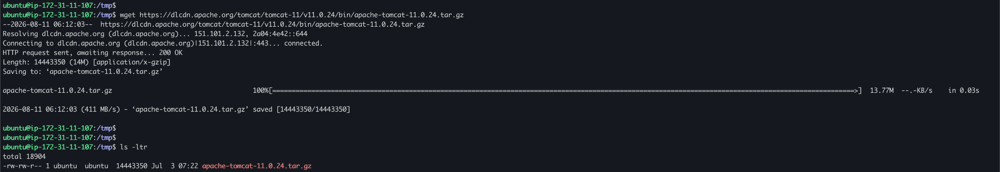 ubuntu@ip-172-31-11-107:/tmp$
ubuntu@ip-172-31-11-107:/tmp$ wget https://dlcdn.apache.org/tomcat/tomcat-11/v11.0.24/bin/apache-tomcat-11.0.24.tar.gz
--2026-08-11 06:12:03--  https://dlcdn.apache.org/tomcat/tomcat-11/v11.0.24/bin/apache-tomcat-11.0.24.tar.gz
Resolving dlcdn.apache.org (dlcdn.apache.org)... 151.101.2.132, 2a04:4e42::644
Connecting to dlcdn.apache.org (dlcdn.apache.org)|151.101.2.132|:443... connected.
HTTP request sent, awaiting response... 200 OK
Length: 14443350 (14M) [application/x-gzip]
Saving to: ‘apache-tomcat-11.0.24.tar.gz’
apache-tomcat-11.0.24.tar.gz 100%[=====================================================================================================================================================>] 13.77M --.-KB/s in 0.03s
2026-08-11 06:12:03 (411 MB/s) - ‘apache-tomcat-11.0.24.tar.gz’ saved [14443350/14443350]
ubuntu@ip-172-31-11-107:/tmp$
ubuntu@ip-172-31-11-107:/tmp$
ubuntu@ip-172-31-11-107:/tmp$ ls -ltr
total 18904
-rw-rw-r-- 1 ubuntu  ubuntu  14443350 Jul  3 07:22 apache-tomcat-11.0.24.tar.gz